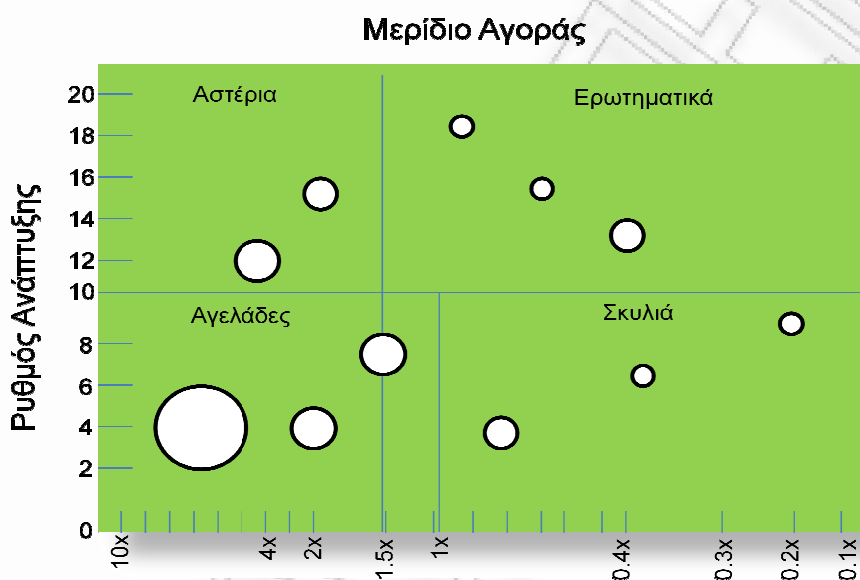 Μερίδιο Αγοράς
Αστέρια
Ερωτηματικά
Ρυθμός Ανάπτυξης
20
18
16
14
12
10
Αγελάδες
Σκυλιά
8
6
4
2
0
10x
4x
2x
1.5x
1x
0.4x
0.3x
0.2x
0.1x